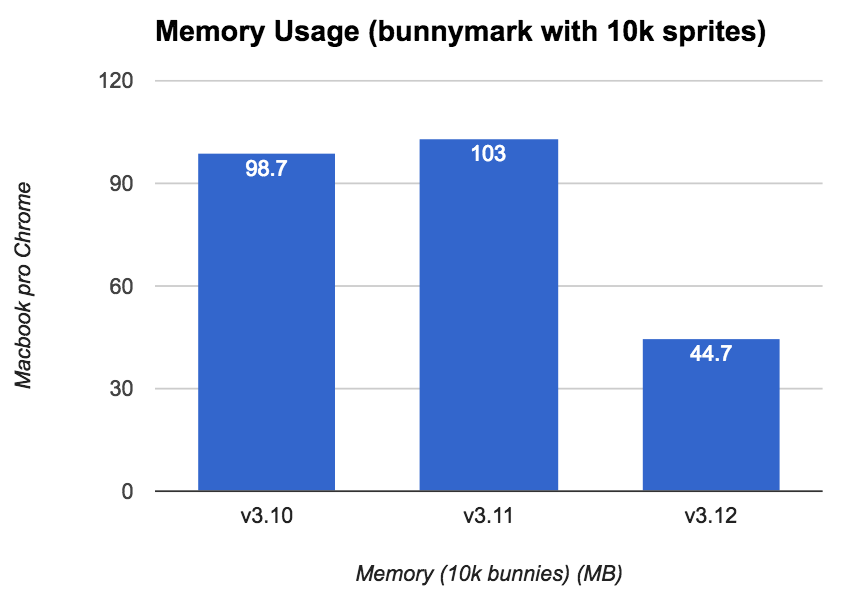 Memory Usage (bunnymark with 10k sprites)
Macbook pro Chrome
120
90
60
30
0
98.7
103
44.7
v3.10
v3.11
v3.12
Memory (10k bunnies) (MB)